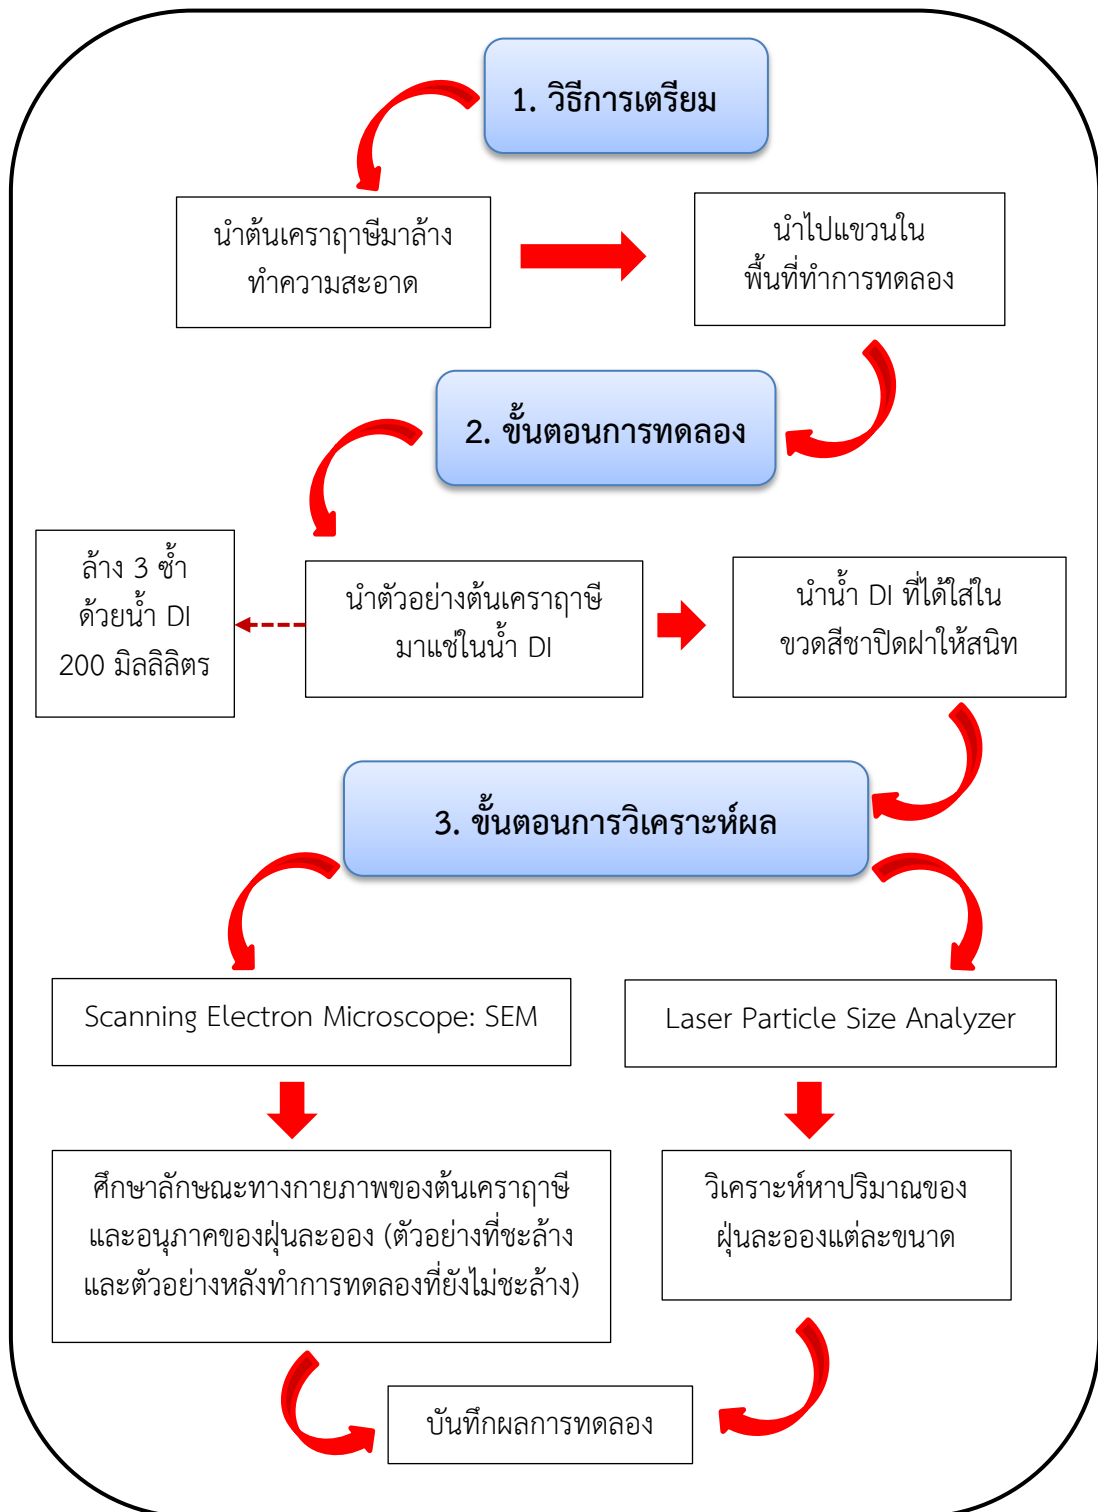 1. วิธีการเตรียม
นำต้นเคราฤาษีมาล้าง
ทำความสะอาด
นำไปแขวนใน
พื้นที่ทำการทดลอง
2. ขั้นตอนการทดลอง
ล้าง 3 ซ้ำ
ด้วยน้ำ DI
200 มิลลิลิตร
นำตัวอย่างต้นเคราฤาษี
มาแช่ในน้ำ DI
นำน้ำ DI ที่ได้ใส่ใน
ขวดสีชาปิดฝาให้สนิท
3. ขั้นตอนการวิเคราะห์ผล
Scanning Electron Microscope: SEM
Laser Particle Size Analyzer
ศึกษาลักษณะทางกายภาพของต้นเคราฤาษี
และอนุภาคของฝุ่นละออง (ตัวอย่างที่ชะล้าง
และตัวอย่างหลังทำการทดลองที่ยังไม่ชะล้าง)
วิเคราะห์หาปริมาณของ
ฝุ่นละอองแต่ละขนาด
บันทึกผลการทดลอง